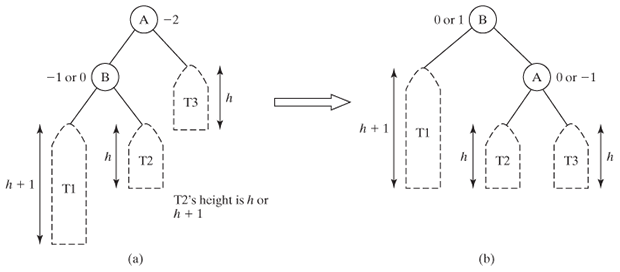 A
−2
−1 or 0
B
T3
h
h + 1
T1
h
T2
T2's height is h or
h + 1
(a)
0 or 1
B
A
0 or −1
h + 1
T1
h
T2
T3
h
(b)